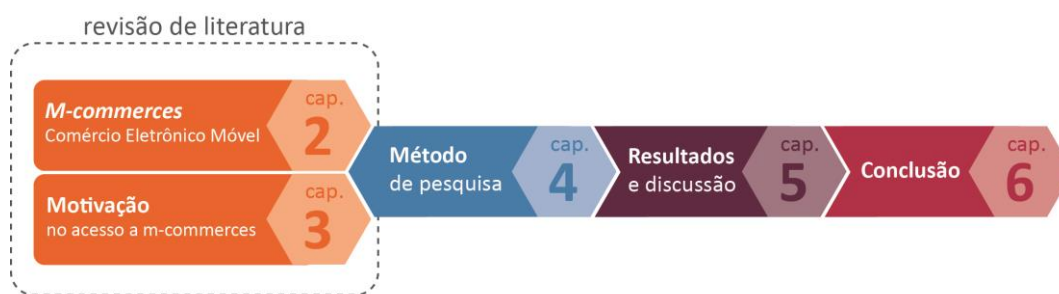 revisão de literatura
M-commerces
Comércio Eletrônico Móvel
cap.
2
Motivação
no acesso a m-commerces
cap.
3
Método
de pesquisa
cap.
4
Resultados
e discussão
cap.
5
Conclusão
cap.
6